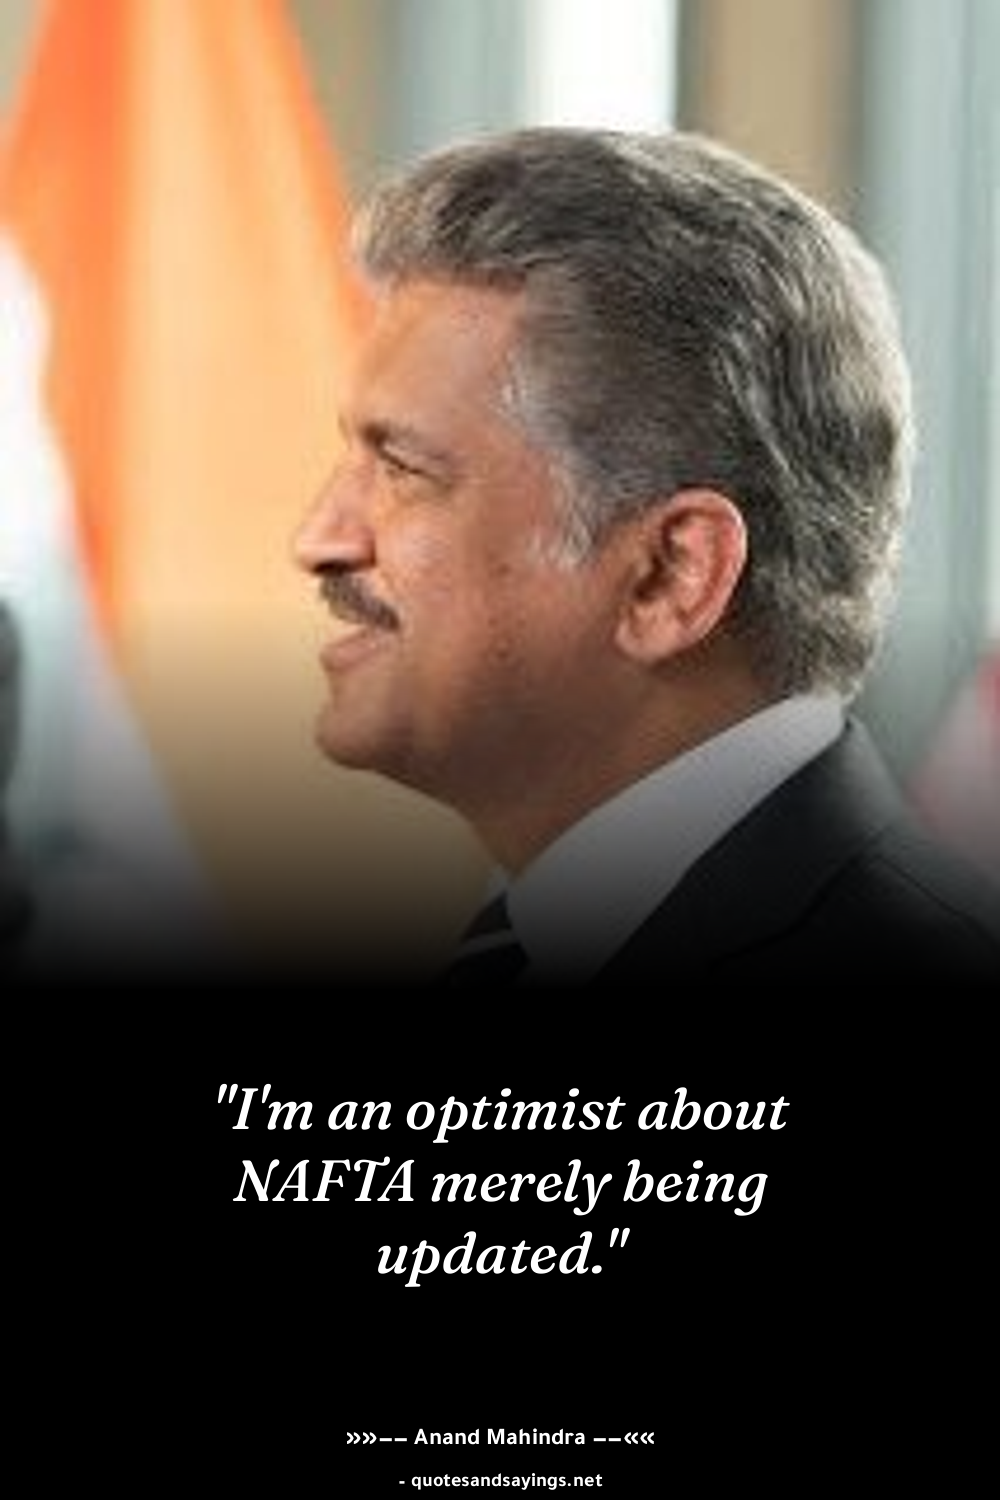 "I'm an optimist about
NAFTA merely being
updated."
»»–– Anand Mahindra ––««
- quotesandsayings.net